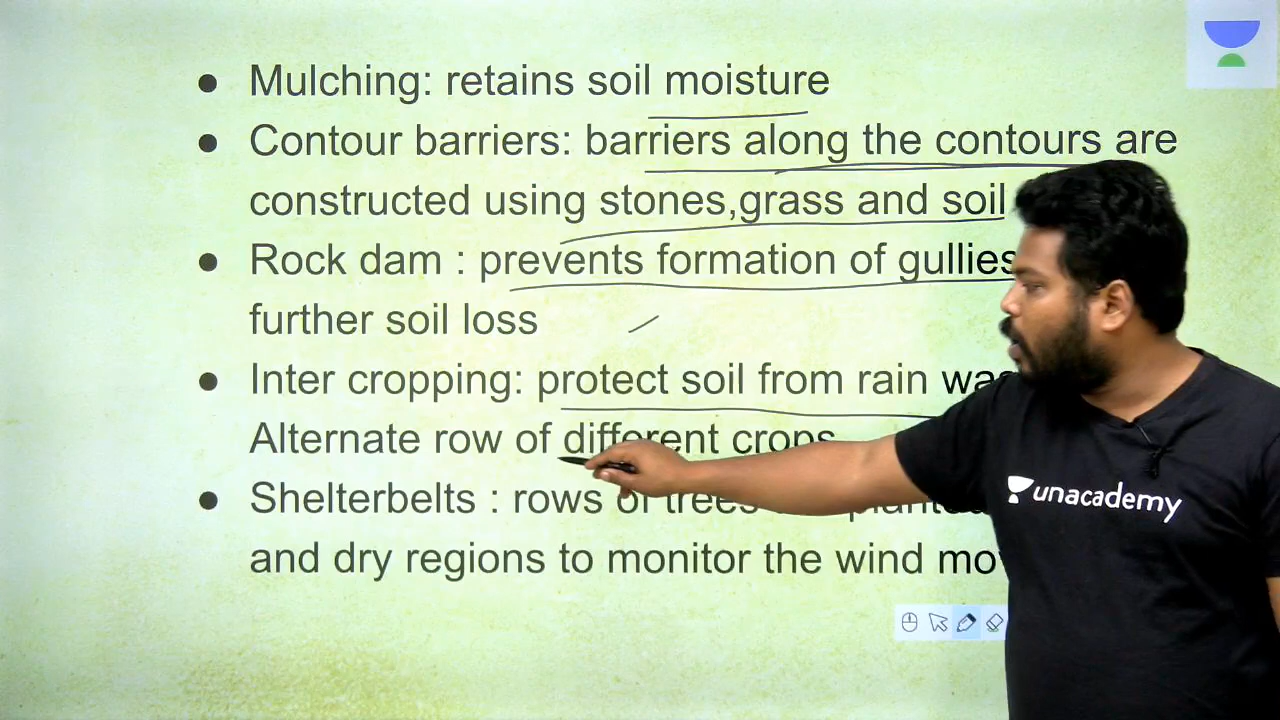 ● Mulching: retains soil moisture
● Contour barriers: barriers along the contours are
constructed using stones,grass and soil
● Rock dam : prevents formation of gullies
further soil loss
● Inter cropping: protect soil from rain
Alternate row of different crops
● Shelterbelts : rows of trees
and dry regions to monitor the wind
unacademy